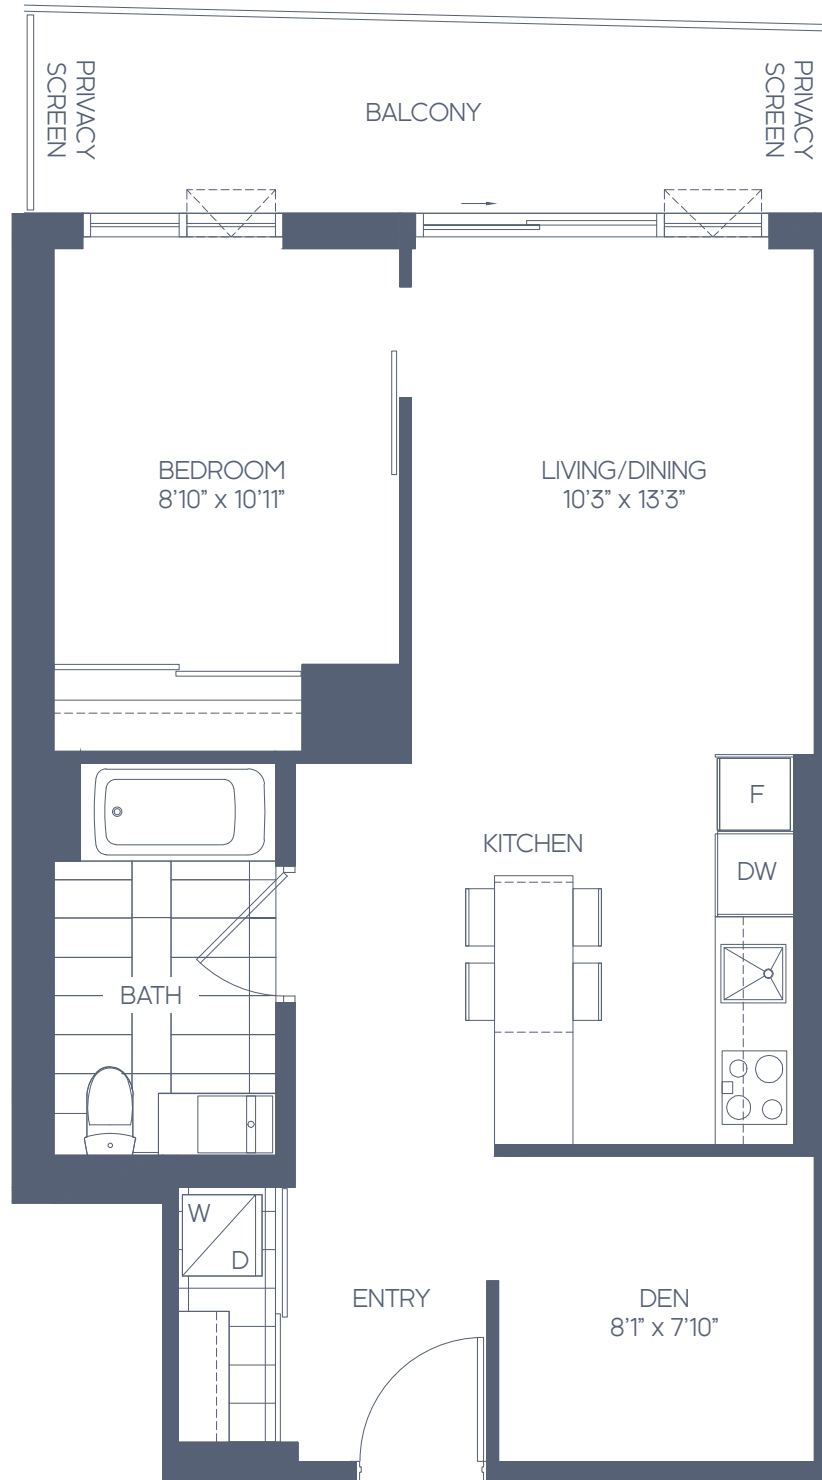 PRIVACY
SCREEN
BALCONY
PRIVACY
SCREEN
BEDROOM
8'10" x 10'11"
LIVING/DINING
10'3" x 13'3"
F
KITCHEN
DW
BATH
W
D
ENTRY
DEN
8'1" x 7'10"